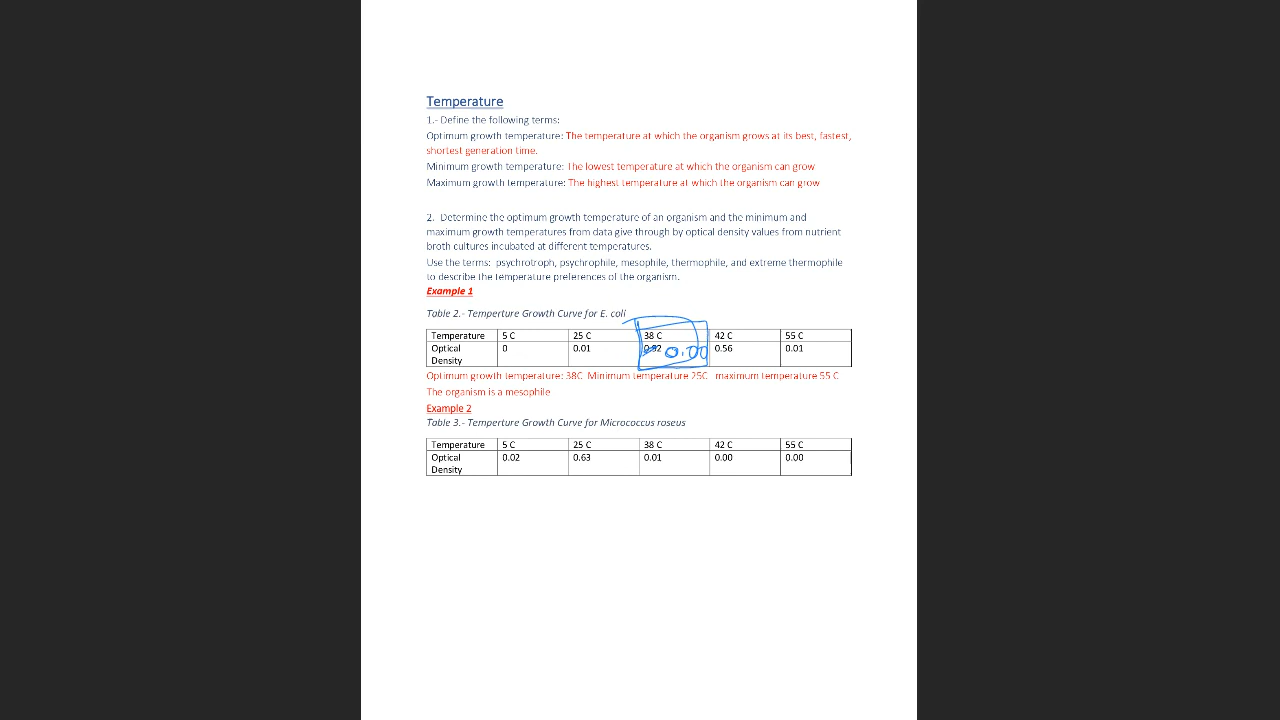 Temperature
1.- Define the following terms:
Optimum growth temperature: The temperature at which the organism grows at its best, fastest,
shortest generation time.
Minimum growth temperature: The lowest temperature at which the organism can grow
Maximum growth temperature: The highest temperature at which the organism can grow
2. Determine the optimum growth temperature of an organism and the minimum and
maximum growth temperatures from data give through by optical density values from nutrient
broth cultures incubated at different temperatures.
Use the terms: psychrotroph, psychrophile, mesophile, thermophile, and extreme thermophile
to describe the temperature preferences of the organism.
Example 1
Table 2.- Temperture Growth Curve for E. coli
Temperature 5 C 25 C 38 C 42 C 55 C
Optical 0 0.01 0.00 0.56 0.01
Density
Optimum growth temperature: 38C Minimum temperature 25C maximum temperature 55 C
The organism is a mesophile
Example 2
Table 3.- Temperture Growth Curve for Micrococcus roseus
Temperature 5 C 25 C 38 C 42 C 55 C
Optical 0.02 0.63 0.01 0.00 0.00
Density